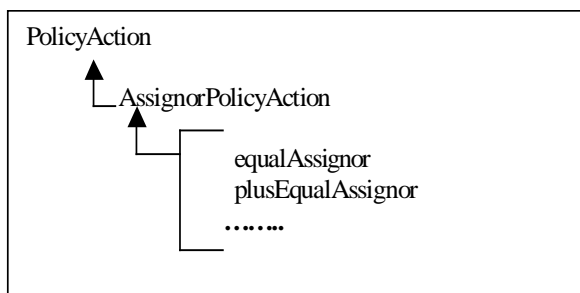 PolicyAction
AssignorPolicyAction
equalAssignor
plusEqualAssignor
……..